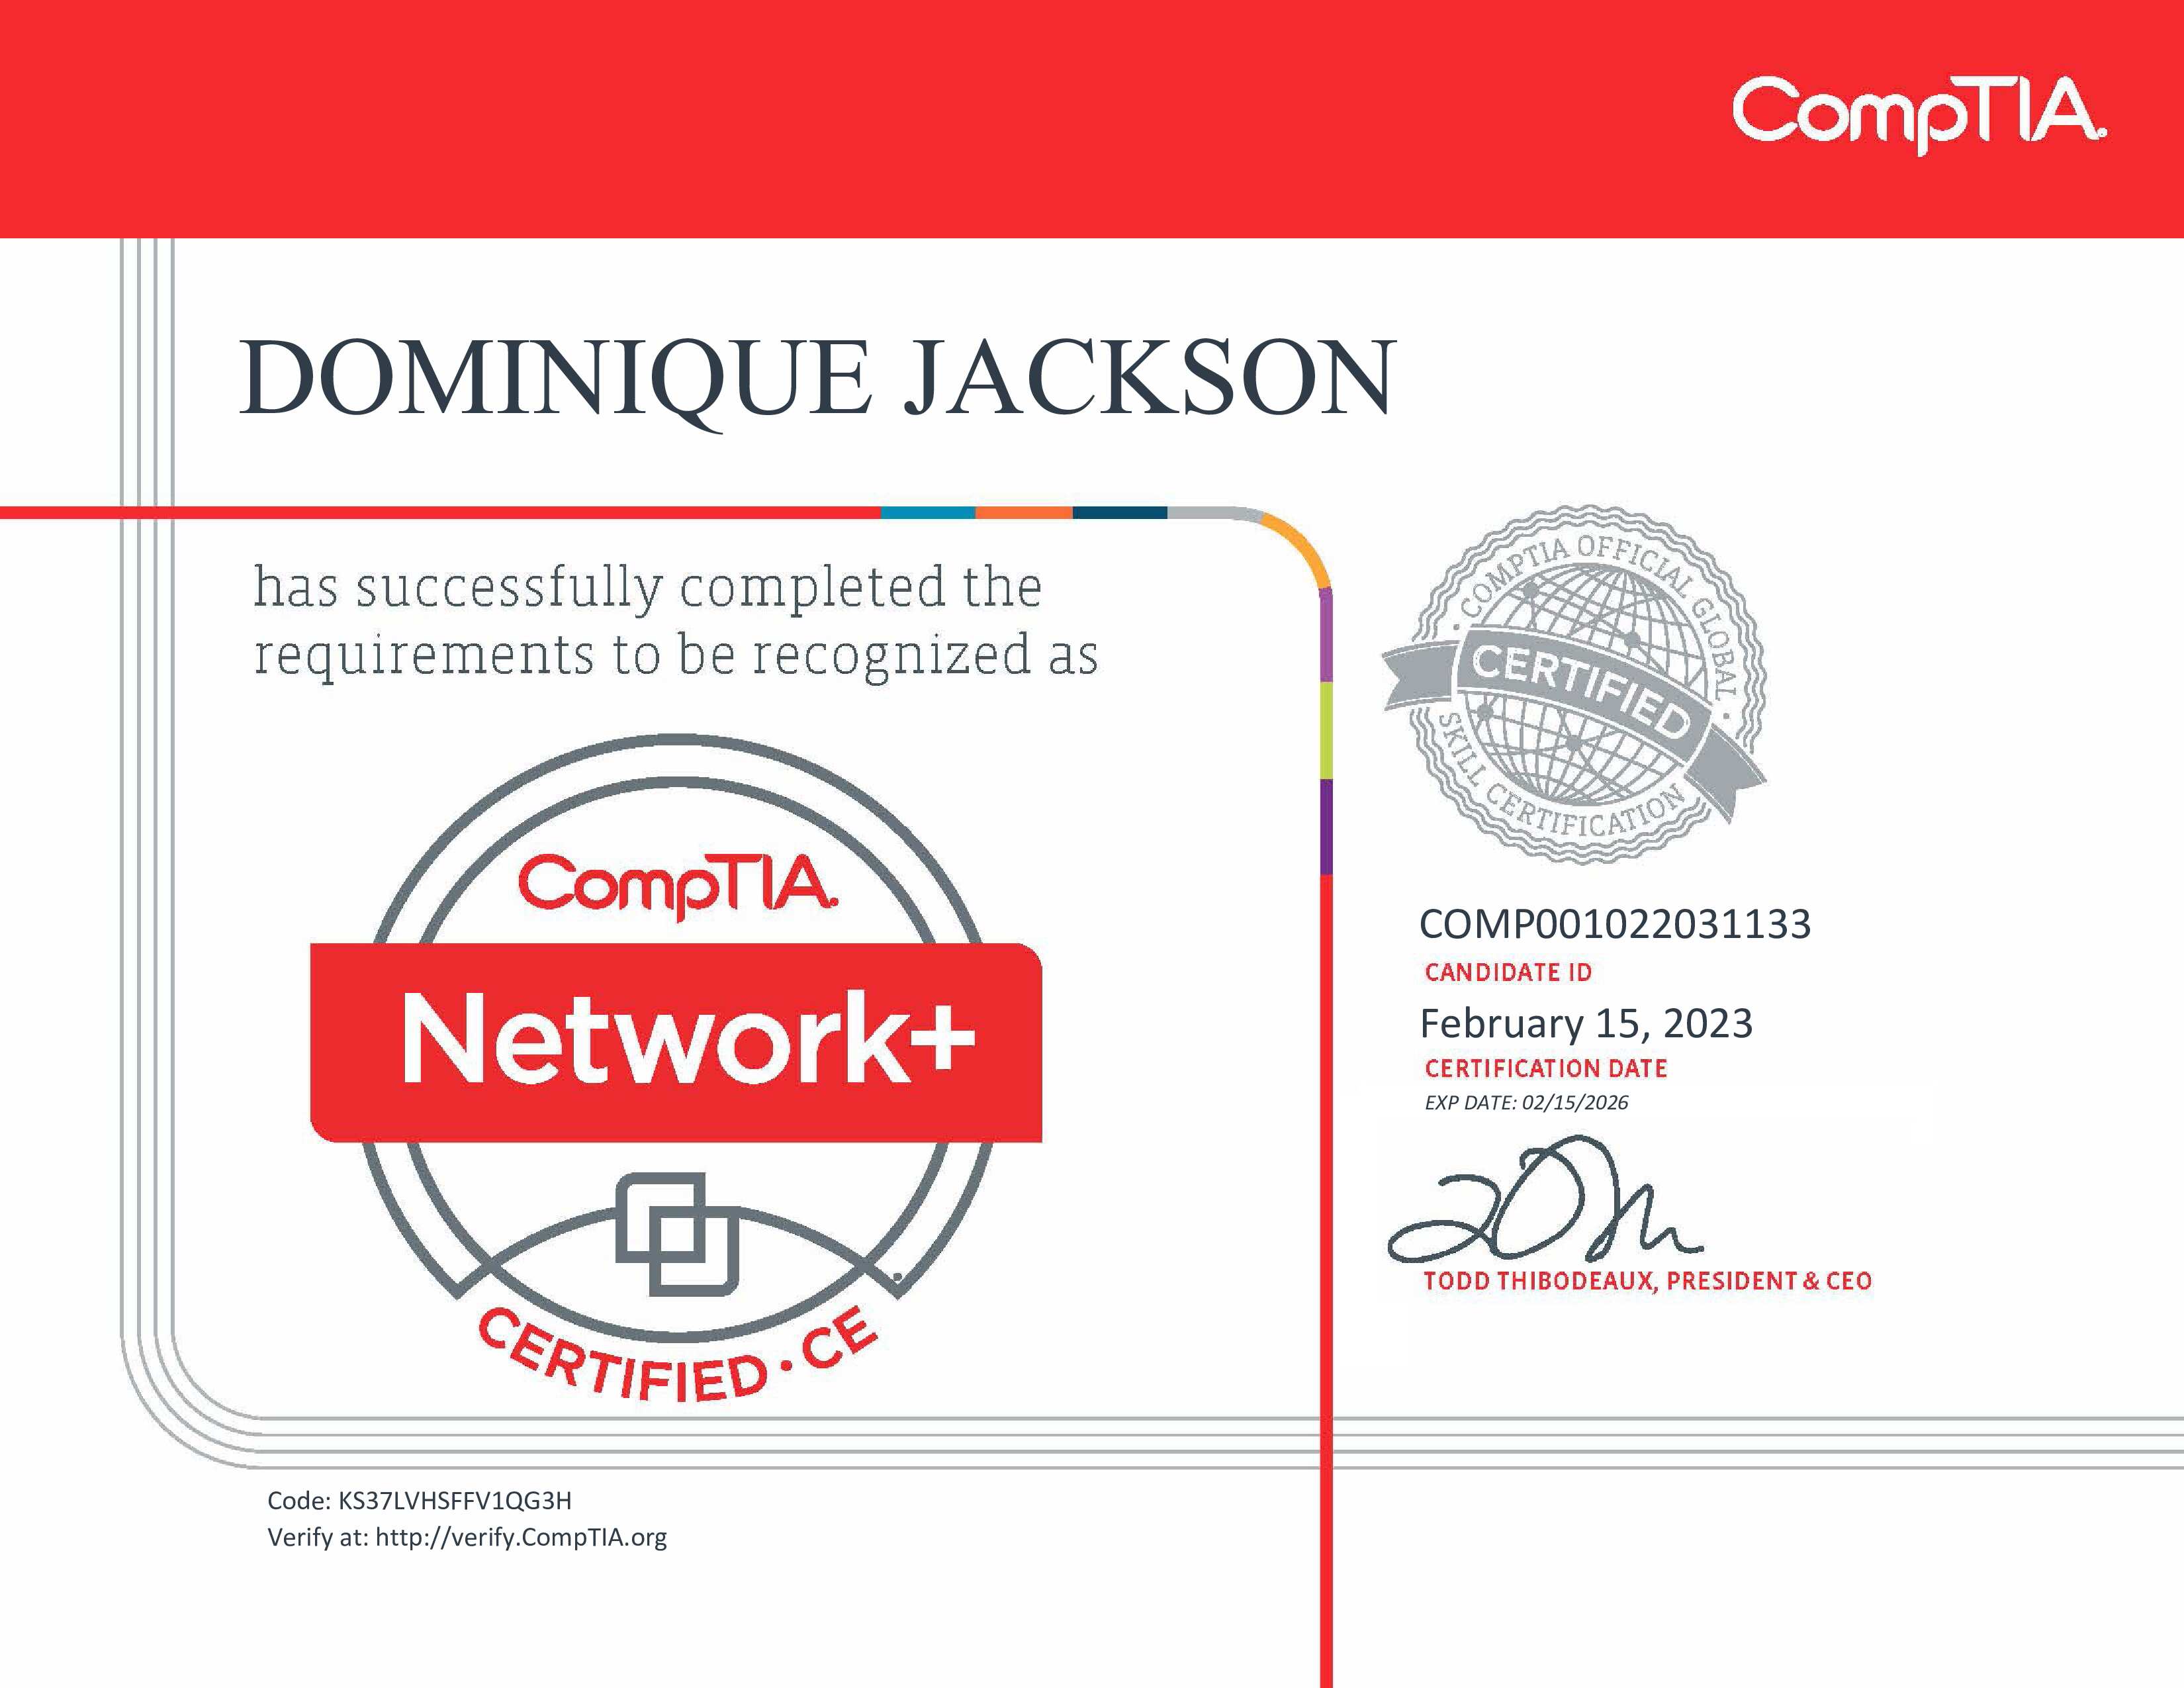 CompTIA.
DOMINIQUE JACKSON
has successfully completed the
requirements to be recognized as
CompTIA.
Network+
CERTIFIED • CE
• COMPTIA OFFICIAL GLOBAL •
CERTIFIED
SKILL CERTIFICATION
COMP001022031133
CANDIDATE ID
February 15, 2023
CERTIFICATION DATE
EXP DATE: 02/15/2026
TODD THIBODEAUX, PRESIDENT & CEO
Code: KS37LVHSFFV1QG3H
Verify at: http://verify.CompTIA.org